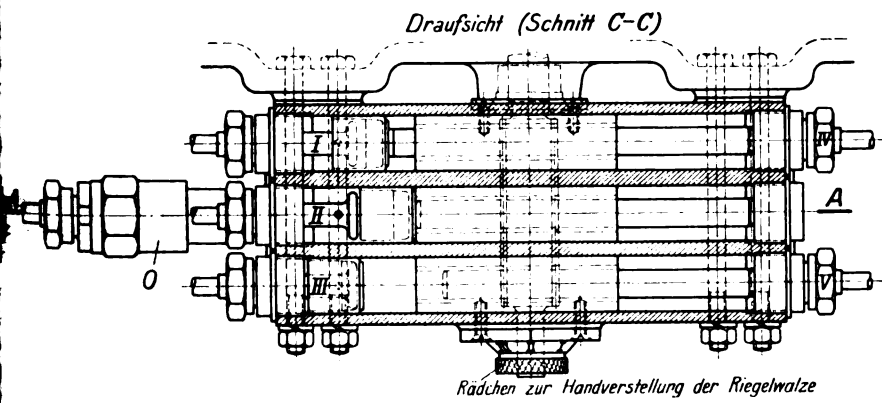 Draufsicht (Schnitt C-C)
I
IV
II
A
III
V
O
Rädchen zur Handverstellung der Riegelwalze